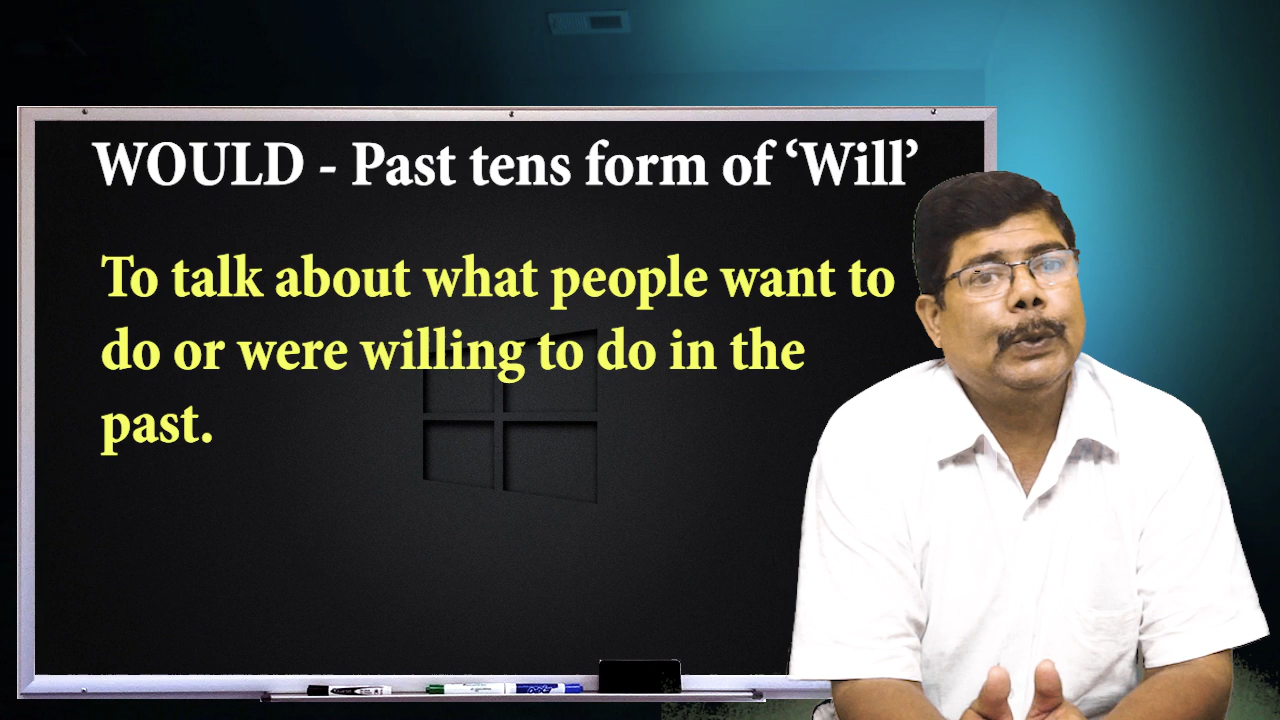 WOULD - Past tens form of ‘Will’
To talk about what people want to
do or were willing to do in the
past.